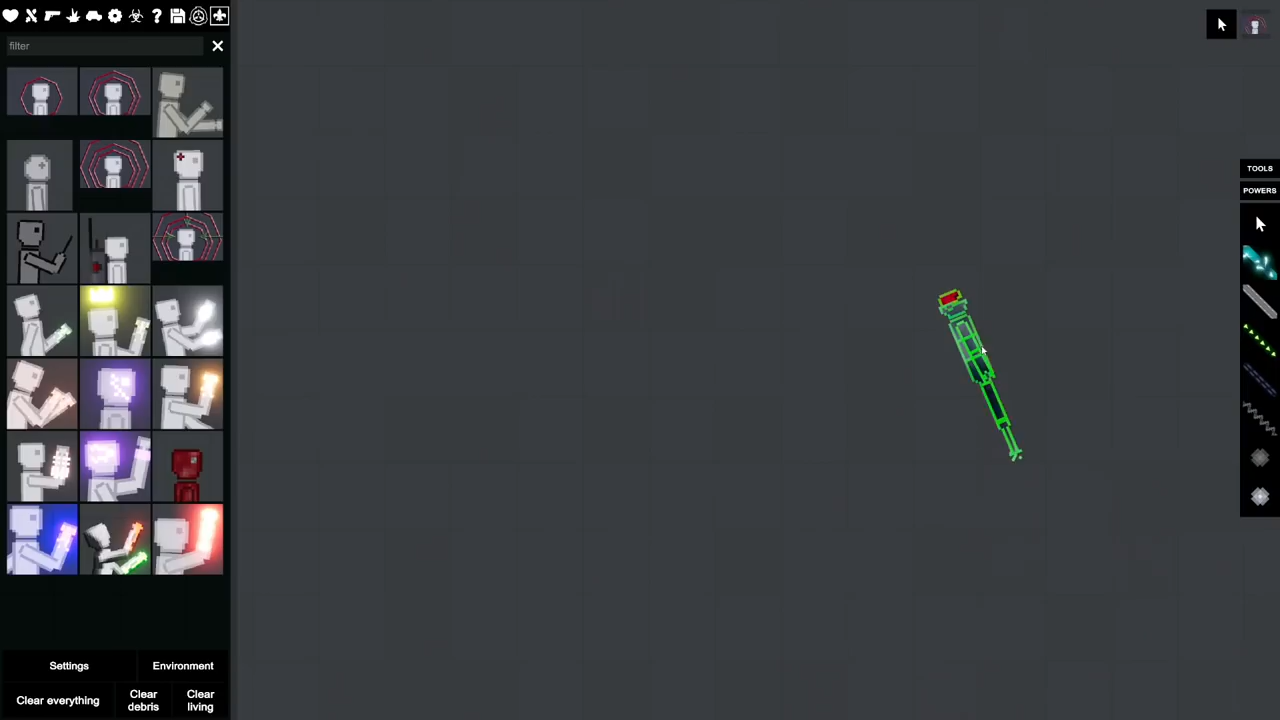 ?
filter
TOOLS
POWERS
Settings
Environment
Clear everything
Clear
debris
Clear
living